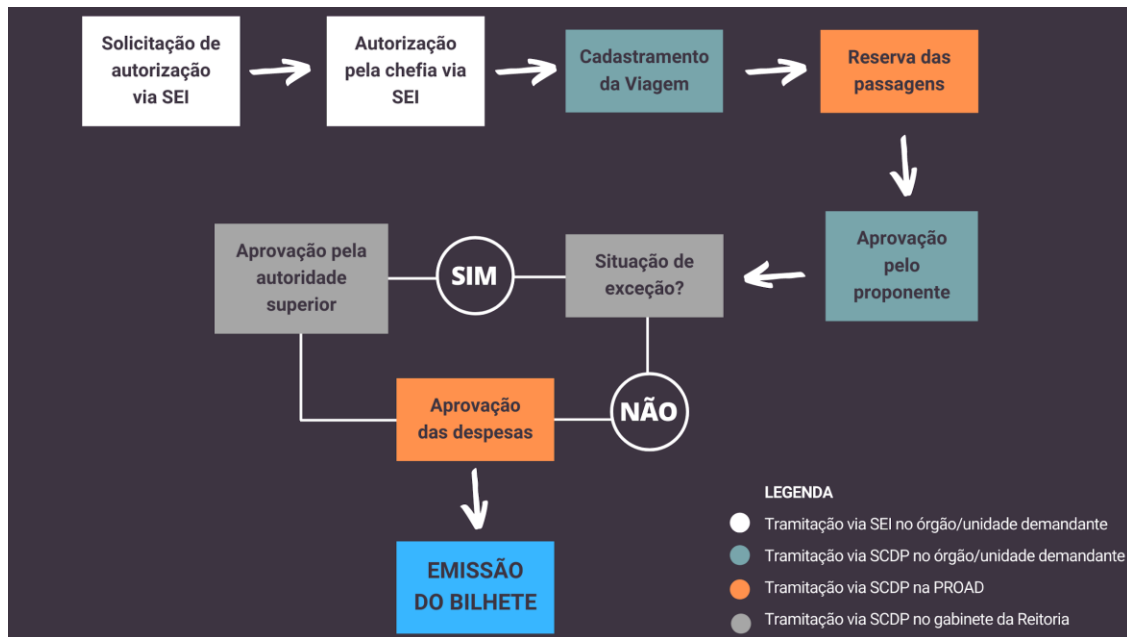 Solicitação de
autorização
via SEI
Autorização
pela chefia via
SEI
Cadastramento
da Viagem
Reserva das
passagens
Aprovação
pelo
proponente
Situação de
exceção?
SIM
Aprovação pela
autoridade
superior
NÃO
Aprovação
das despesas
EMISSÃO
DO BILHETE
LEGENDA
Tramitação via SEI no órgão/unidade demandante
Tramitação via SCDP no órgão/unidade demandante
Tramitação via SCDP na PROAD
Tramitação via SCDP no gabinete da Reitoria